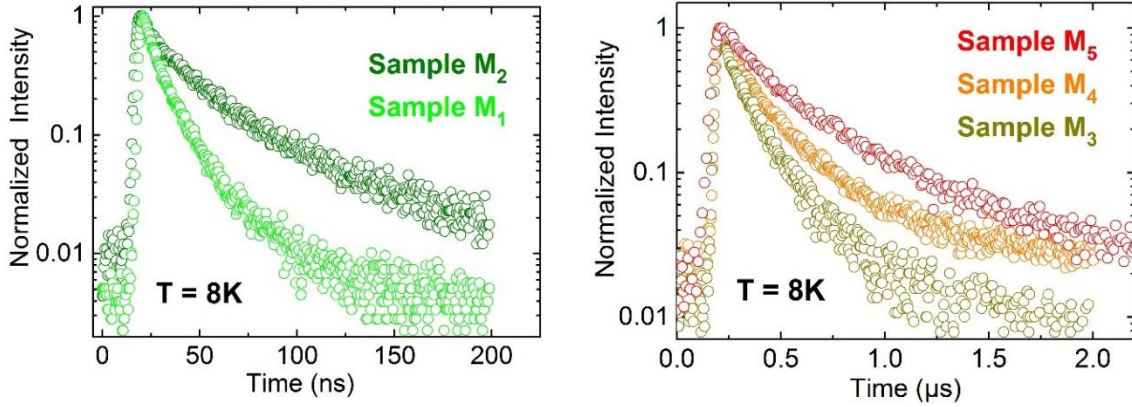 Normalized Intensity
1
0.1
0.01
Sample M₂
Sample M₁
T = 8K
0 50 100 150 200
Time (ns)
Normalized Intensity
1
0.1
0.01
Sample M₅
Sample M₄
Sample M₃
T = 8K
0.0 0.5 1.0 1.5 2.0
Time (µs)